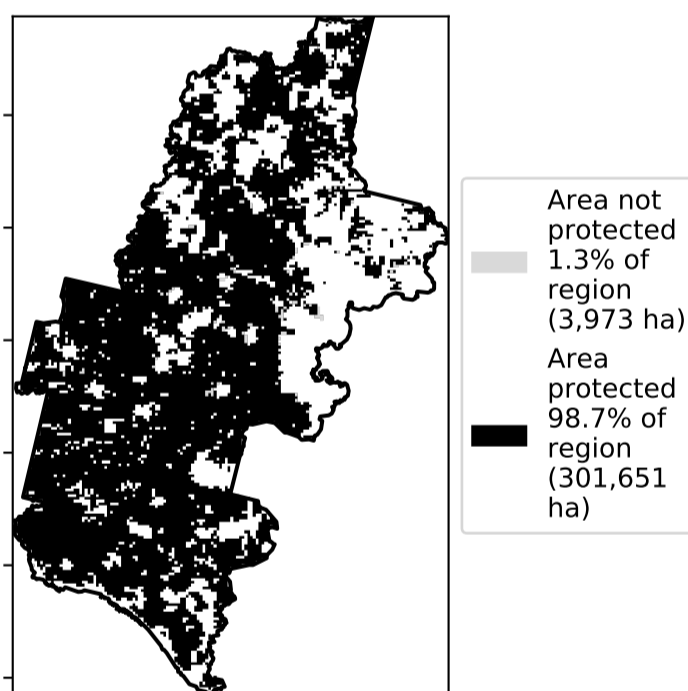 Area not
protected
1.3% of
region
(3,973 ha)
Area
protected
98.7% of
region
(301,651
ha)